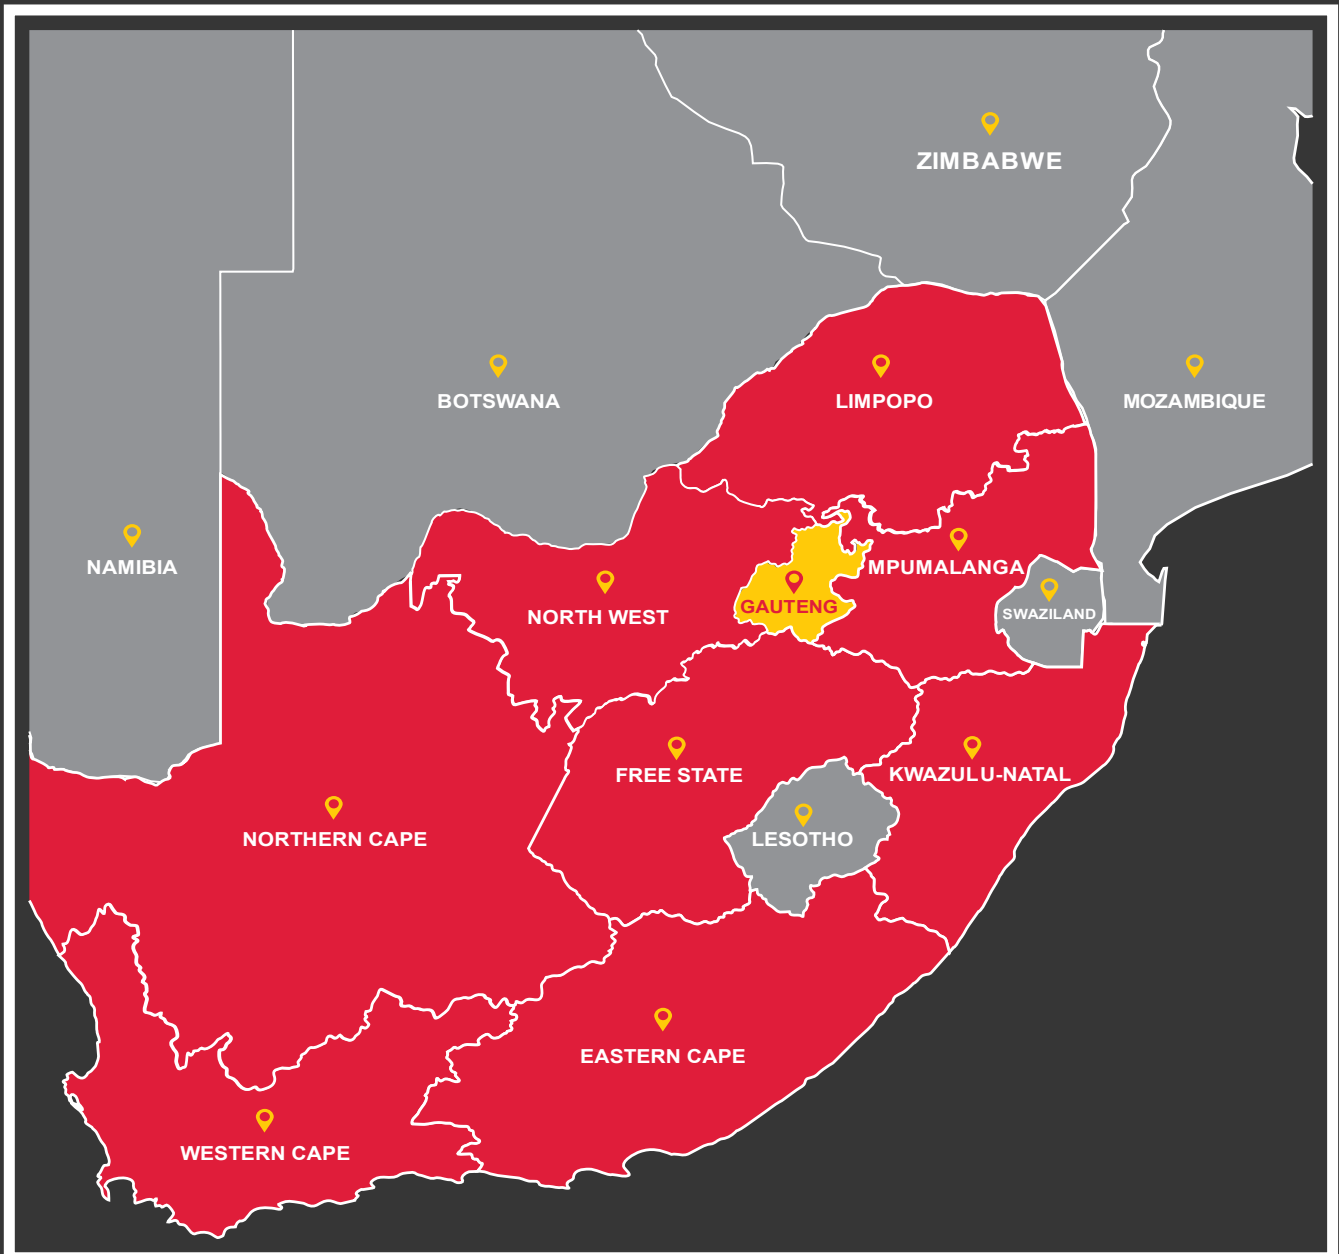 ZIMBABWE
BOTSWANA
LIMPOPO
MOZAMBIQUE
NAMIBIA
MPUMALANGA
GAUTENG
NORTH WEST
SWAZILAND
FREE STATE
KWAZULU-NATAL
NORTHERN CAPE
LESOTHO
EASTERN CAPE
WESTERN CAPE